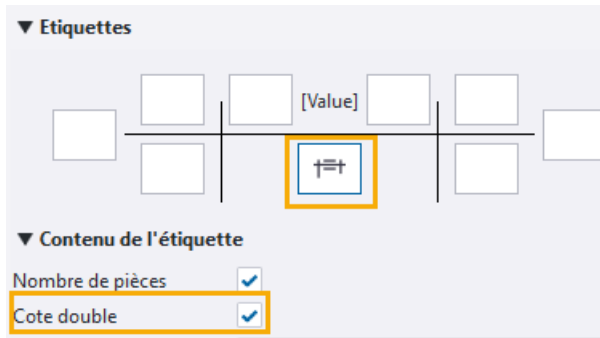 ▼ Etiquettes
[Value]
▼ Contenu de l'étiquette
Nombre de pièces
Cote double